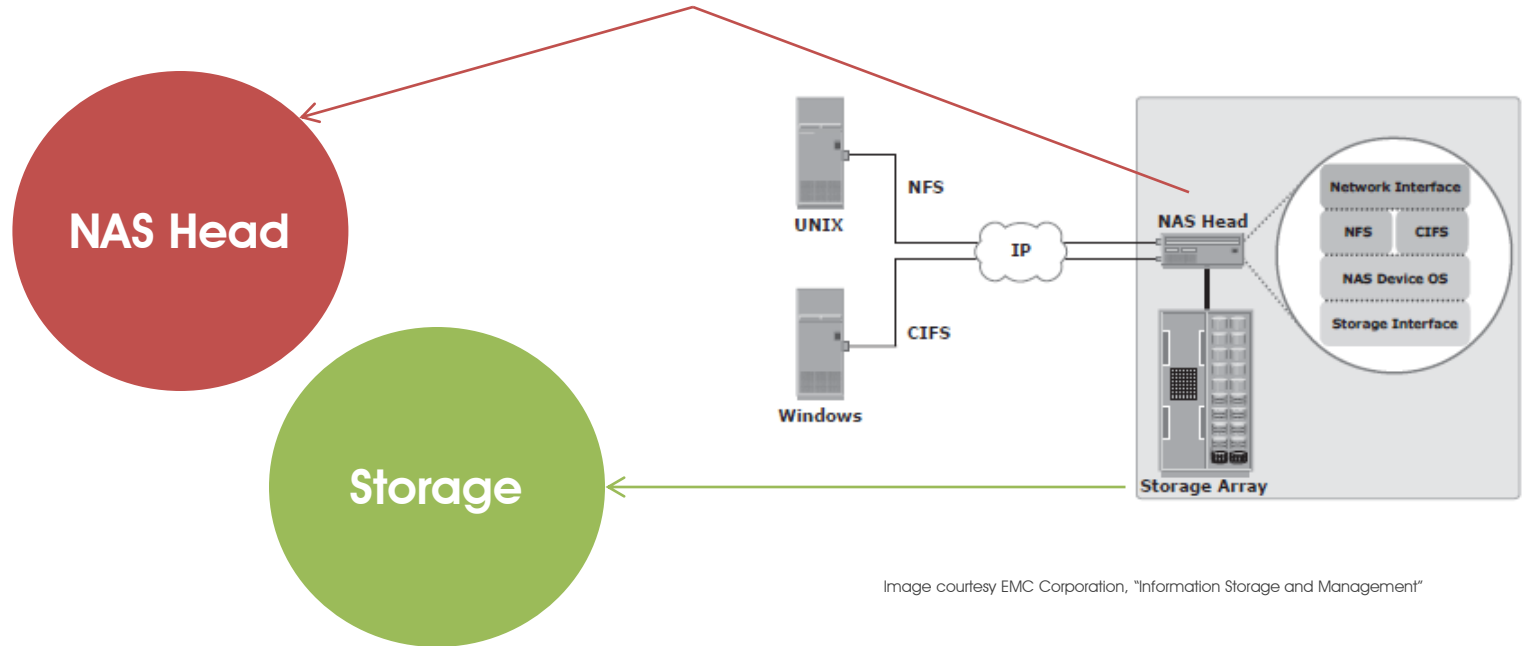 NAS Head
Storage
UNIX
NFS
IP
Windows
CIFS
NAS Head
Storage Array
Network Interface
NFS
CIFS
NAS Device OS
Storage Interface
Image courtesy EMC Corporation, “Information Storage and Management”